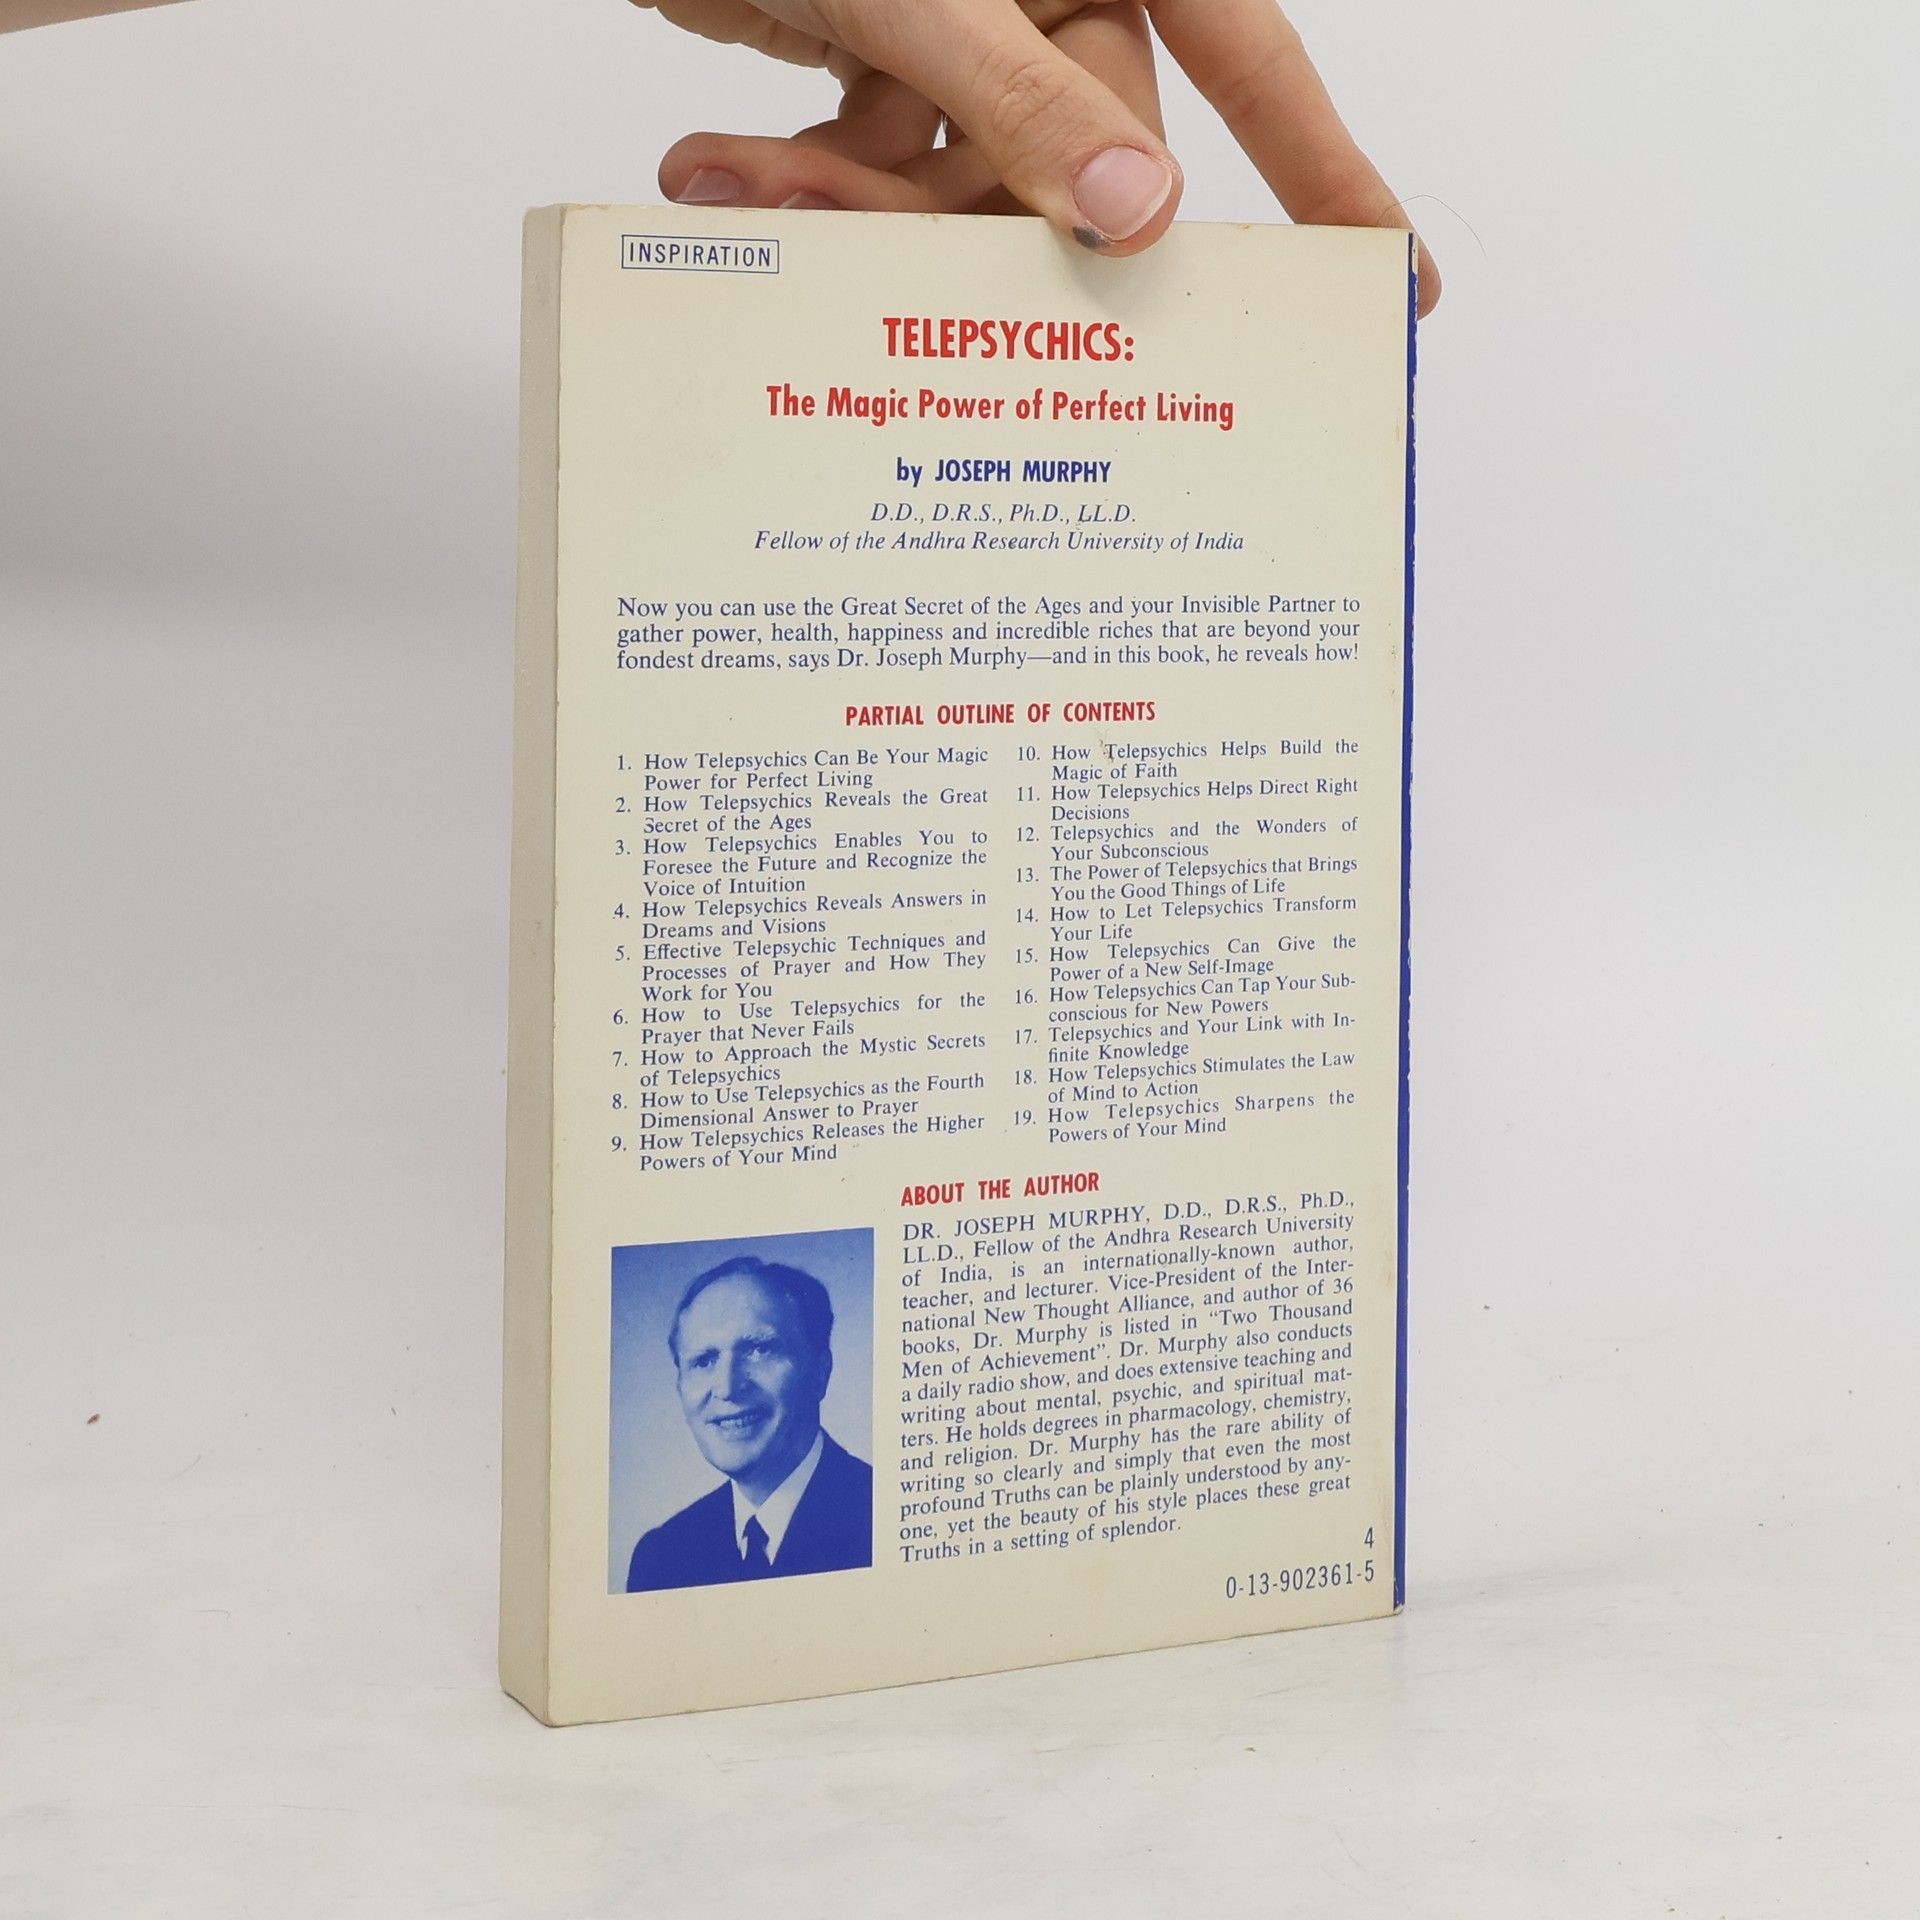 INSPIRATION
TELEPSYCHICS:
The Magic Power of Perfect Living
by JOSEPH MURPHY
D.D., D.R.S., Ph.D., LL.D.
Fellow of the Andhra Research University of India
Now you can use the Great Secret of the Ages and your Invisible Partner to
gather power, health, happiness and incredible riches that are beyond your
fondest dreams, says Dr. Joseph Murphy—and in this book, he reveals how!
PARTIAL OUTLINE OF CONTENTS
1. How Telepsychics Can Be Your Magic
Power for Perfect Living
2. How Telepsychics Reveals the Great
Secret of the Ages
3. How Telepsychics Enables You to
Foresee the Future and Recognize the
Voice of Intuition
4. How Telepsychics Reveals Answers in
Dreams and Visions
5. Effective Telepsychic Techniques and
Processes of Prayer and How They
Work for You
6. How to Use Telepsychics for the
Prayer that Never Fails
7. How to Approach the Mystic Secrets
of Telepsychics
8. How to Use Telepsychics as the Fourth
Dimensional Answer to Prayer
9. How Telepsychics Releases the Higher
Powers of Your Mind
10. How Telepsychics Helps Build the
Magic of Faith
11. How Telepsychics Helps Direct Right
Decisions
12. Telepsychics and the Wonders of
Your Subconscious
13. The Power of Telepsychics that Brings
You the Good Things of Life
14. How to Let Telepsychics Transform
Your Life
15. How Telepsychics Can Give the
Power of a New Self-Image
16. How Telepsychics Can Tap Your Sub-
conscious for New Powers
17. Telepsychics and Your Link with In-
finite Knowledge
18. How Telepsychics Stimulates the Law
of Mind to Action
19. How Telepsychics Sharpens the
Powers of Your Mind
ABOUT THE AUTHOR
DR. JOSEPH MURPHY, D.D., D.R.S., Ph.D.,
LL.D., Fellow of the Andhra Research University
of India, is an internationally-known author,
teacher, and lecturer. Vice-President of the Inter-
national New Thought Alliance, and author of 36
books, Dr. Murphy is listed in “Two Thousand
Men of Achievement”. Dr. Murphy also conducts
a daily radio show, and does extensive teaching and
writing about mental, psychic, and spiritual mat-
ters. He holds degrees in pharmacology, chemistry,
and religion. Dr. Murphy has the rare ability of
writing so clearly and simply that even the most
profound Truths can be plainly understood by any-
one, yet the beauty of his style places these great
Truths in a setting of splendor.
4
0-13-902361-5